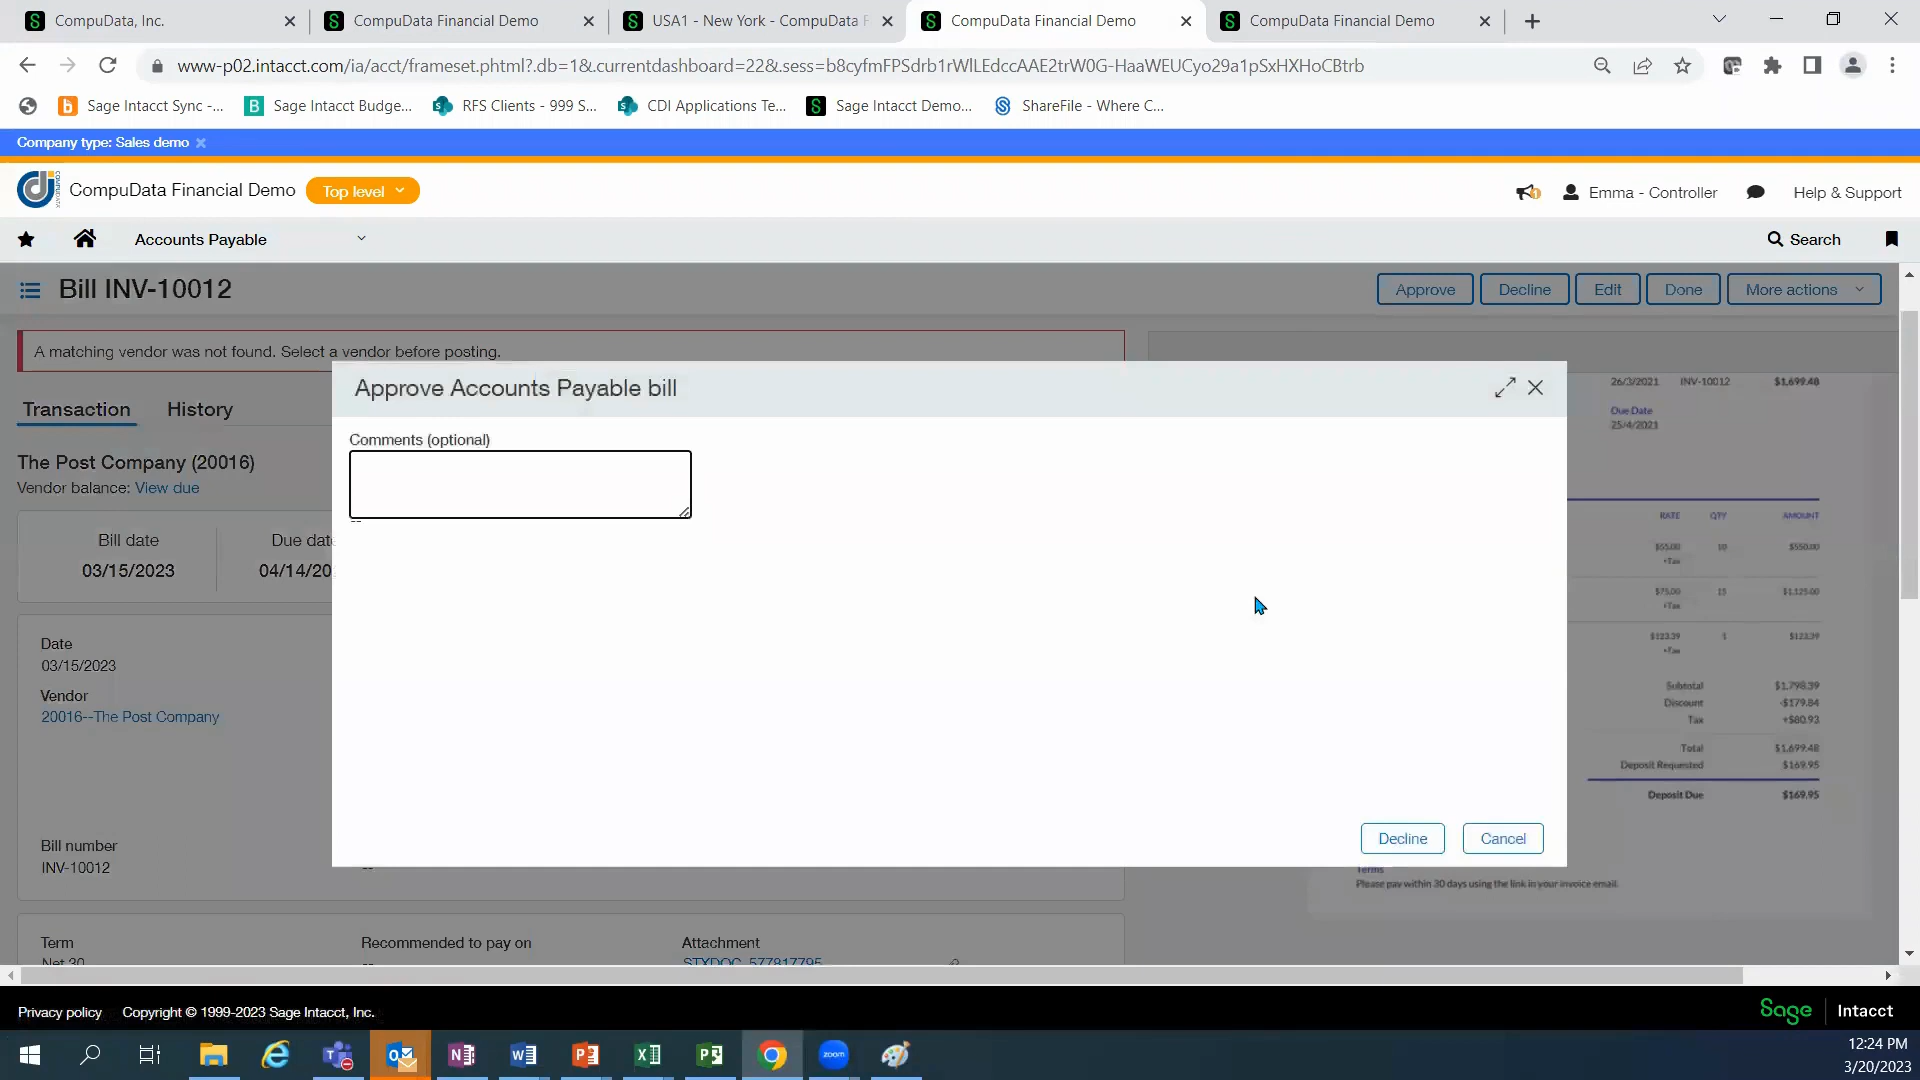 CompuData, Inc.
CompuData Financial Demo
USA1 - New York - CompuData F
CompuData Financial Demo
CompuData Financial Demo
www-p02.intacct.com/ia/acct/frameset.phtml?.db=1&.currentdashboard=22&.sess=b8cyfmFPSdrb1rWlLEdccAAE2trW0G-HaaWEUCyo29a1pSxHXHoCBtrb
Sage Intacct Sync -...
Sage Intacct Budge...
RFS Clients - 999 S...
CDI Applications Te...
Sage Intacct Demo...
ShareFile - Where C...
Company type: Sales demo
CompuData Financial Demo
Top level
Emma - Controller
Help & Support
Accounts Payable
Search
Bill INV-10012
Approve
Decline
Edit
Done
More actions
A matching vendor was not found. Select a vendor before posting.
Transaction
History
The Post Company (20016)
Vendor balance: View due
Bill date
03/15/2023
Due date
04/14/20
Date
03/15/2023
Vendor
20016--The Post Company
Bill number
INV-10012
--
Term
Net 30
Recommended to pay on
--
Attachment
STXDOC_577817795
Approve Accounts Payable bill
Comments (optional)
--
Decline
Cancel
26/3/2021 INV-10012 $1,699.48
Due Date
25/4/2021
RATE QTY AMOUNT
$55.00 10 $550.00
+Tax
$75.00 15 $1,125.00
+Tax
$123.39 1 $123.39
+Tax
Subtotal $1,798.39
Discount -$179.84
Tax +$80.93
Total $1,699.48
Deposit Requested $169.95
Deposit Due $169.95
Terms
Please pay within 30 days using the link in your invoice email.
Privacy policy
Copyright © 1999-2023 Sage Intacct, Inc.
Sage Intacct
zoom
12:24 PM
3/20/2023